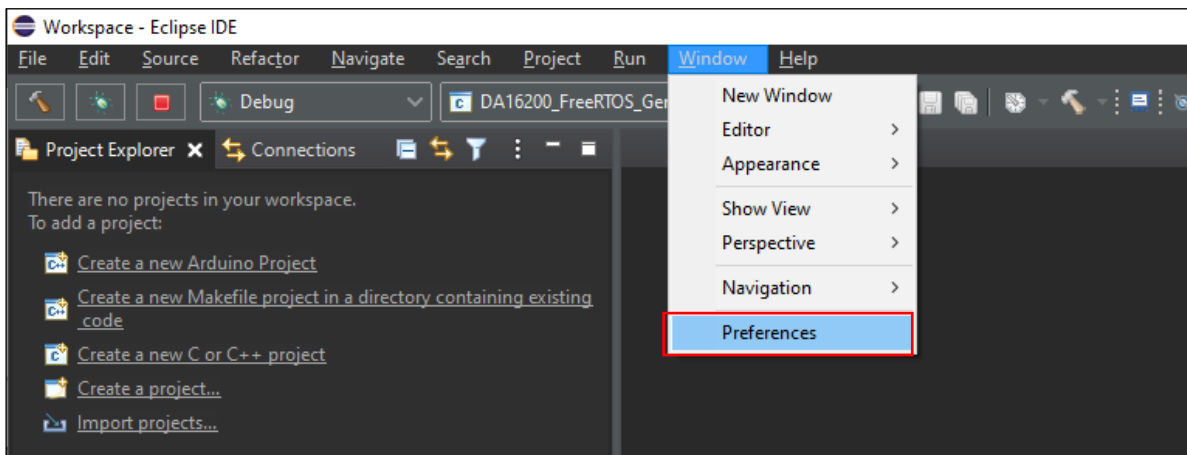 Workspace - Eclipse IDE
File Edit Source Refactor Navigate Search Project Run Window Help
Debug
DA16200_FreeRTOS_Ger
Project Explorer
Connections
There are no projects in your workspace.
To add a project:
Create a new Arduino Project
Create a new Makefile project in a directory containing existing
code
Create a new C or C++ project
Create a project...
Import projects...
New Window
Editor
Appearance
Show View
Perspective
Navigation
Preferences